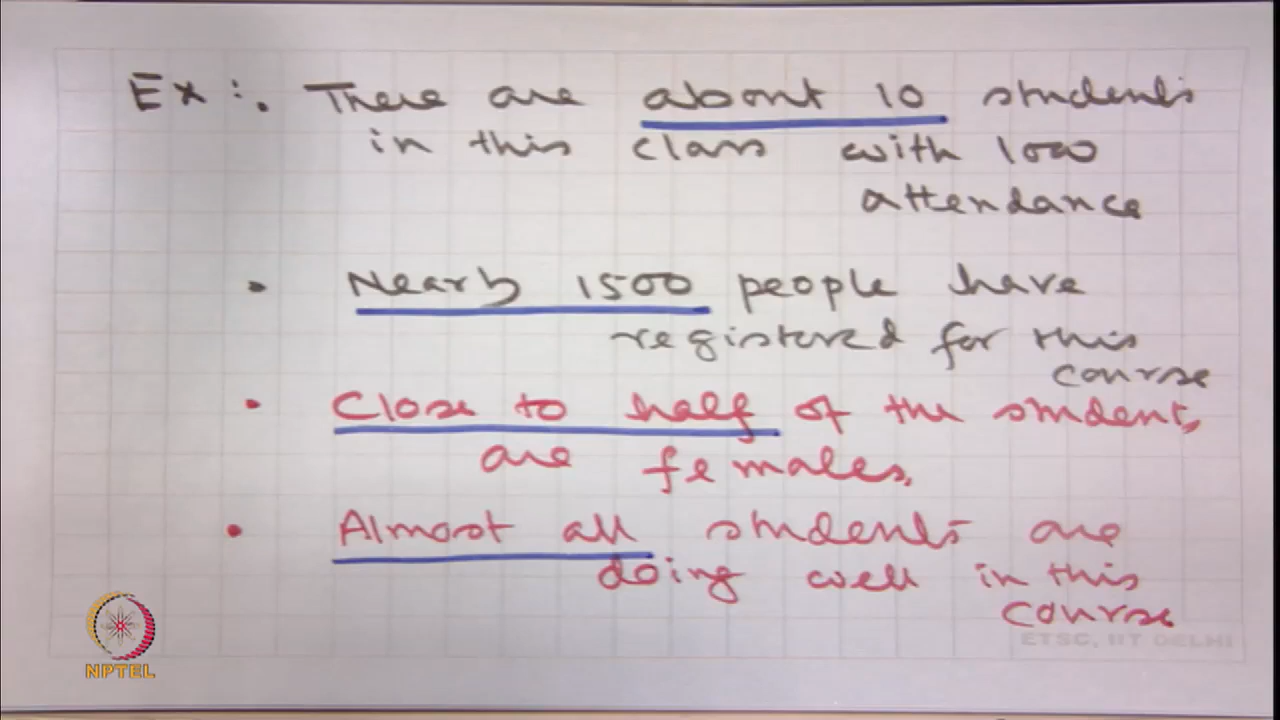 Ex:. There are about 10 students
in this class with low
attendance
• Nearly 1500 people have
registered for this
course
• Close to half of the students
are females.
• Almost all students are
doing well in this
course
NPTEL
ETSC, IIT DELHI